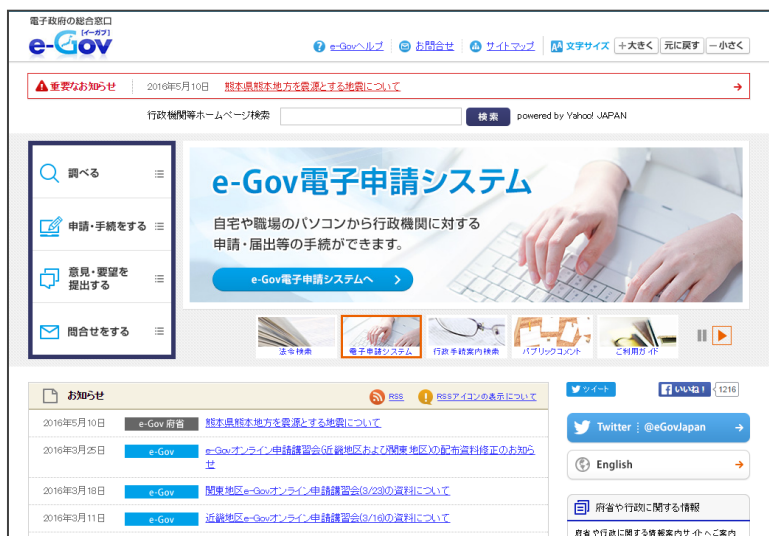 電子政府の総合窓口
[イーガブ]
e-Gov
e-Govヘルプ
お問合せ
サイトマップ
AA 文字サイズ
＋大きく
元に戻す
－小さく
重要なお知らせ
2016年5月10日 熊本県熊本地方を震源とする地震について
行政機関等ホームページ検索
検索
powered by Yahoo! JAPAN
調べる
申請・手続をする
意見・要望を
提出する
問合せをする
e-Gov電子申請システム
自宅や職場のパソコンから行政機関に対する
申請・届出等の手続ができます。
e-Gov電子申請システムへ
法令検索
電子申請システム
行政手続案内検索
パブリックコメント
ご利用ガイド
お知らせ
RSS
RSSアイコンの表示について
2016年5月10日 e-Gov 府省 熊本県熊本地方を震源とする地震について
2016年3月25日 e-Gov e-Govオンライン申請講習会(近畿地区および関東地区)の配布資料修正のお知ら
せ
2016年3月18日 e-Gov 関東地区e-Govオンライン申請講習会(3/23)の資料について
2016年3月11日 e-Gov 近畿地区e-Govオンライン申請講習会(3/16)の資料について
ツイート
いいね！ 1216
Twitter @eGovJapan
English
府省や行政に関する情報
府省や行政に関する情報案内サイトへご案内